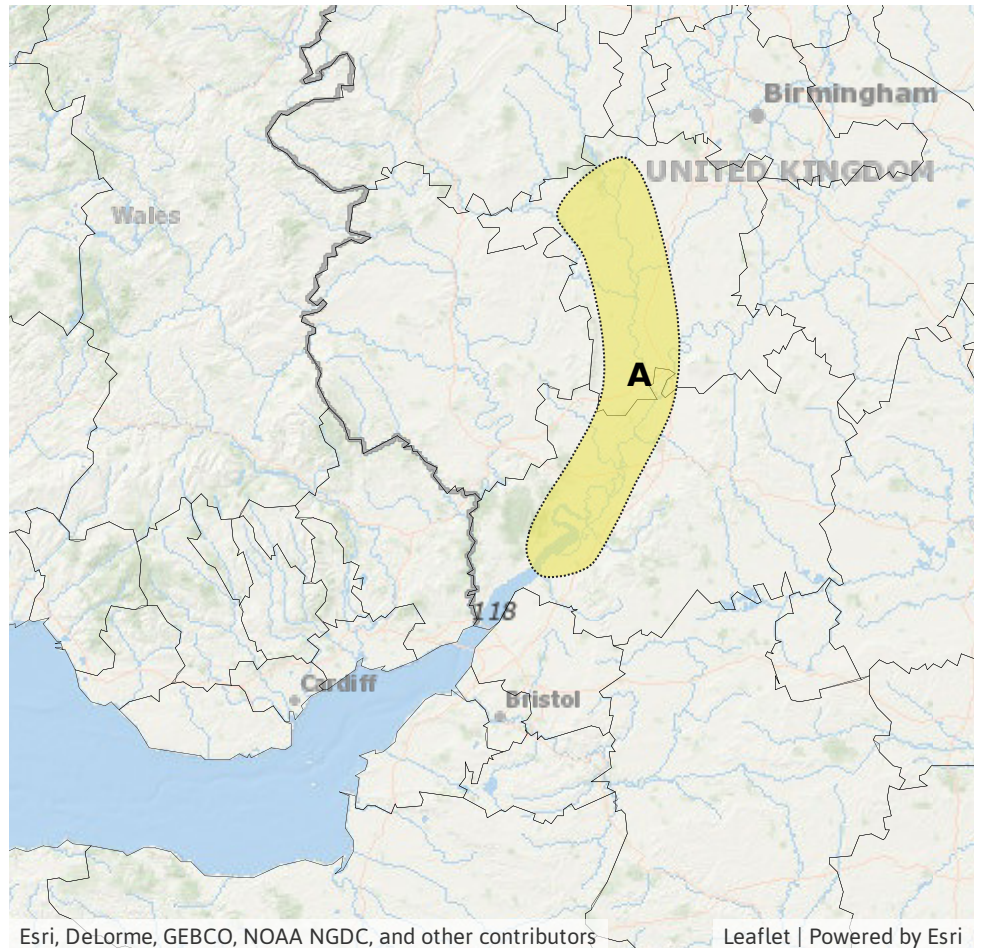 Birmingham
UNITED KINGDOM
Wales
A
118
Cardiff
Bristol
Esri, DeLorme, GEBCO, NOAA NGDC, and other contributors
Leaflet | Powered by Esri